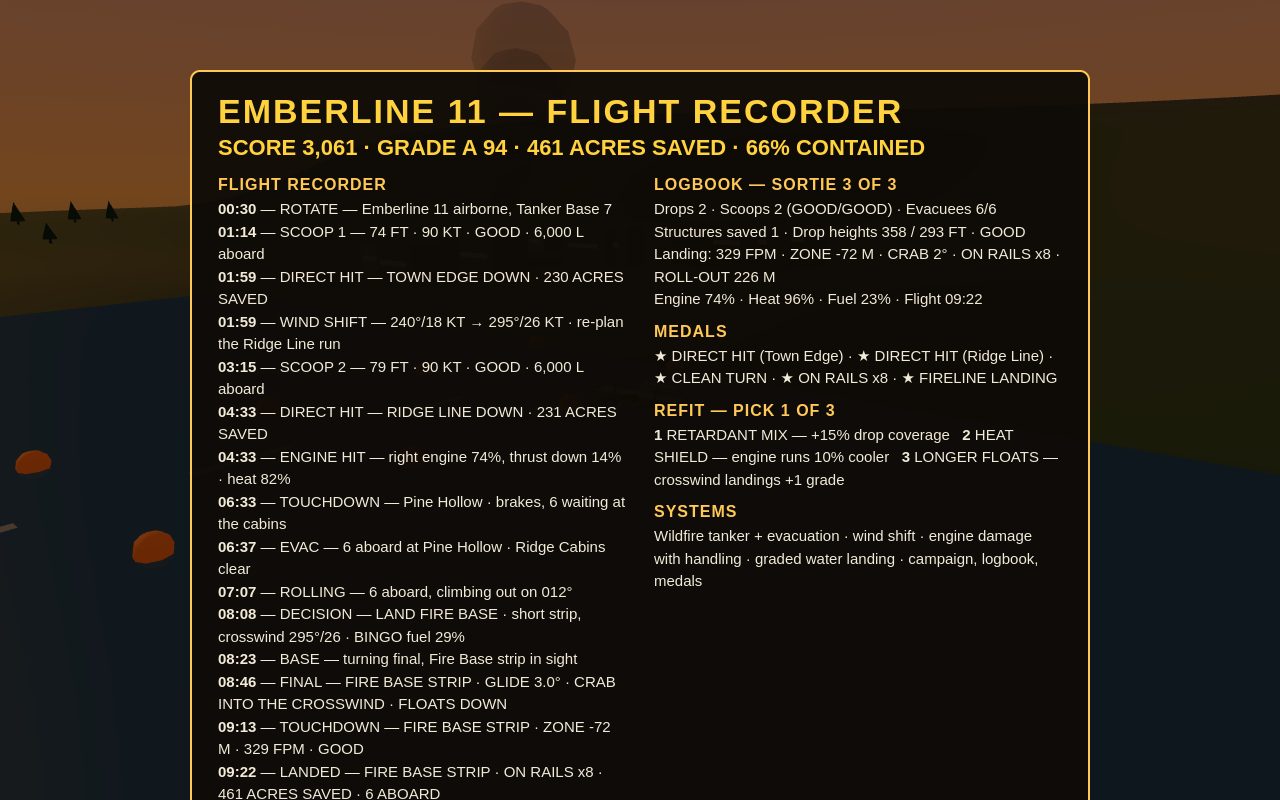 EMBERLINE 11 — FLIGHT RECORDER
SCORE 3,061 · GRADE A 94 · 461 ACRES SAVED · 66% CONTAINED
FLIGHT RECORDER
00:30 — ROTATE — Emberline 11 airborne, Tanker Base 7
01:14 — SCOOP 1 — 74 FT · 90 KT · GOOD · 6,000 L
aboard
01:59 — DIRECT HIT — TOWN EDGE DOWN · 230 ACRES
SAVED
01:59 — WIND SHIFT — 240°/18 KT → 295°/26 KT · re-plan
the Ridge Line run
03:15 — SCOOP 2 — 79 FT · 90 KT · GOOD · 6,000 L
aboard
04:33 — DIRECT HIT — RIDGE LINE DOWN · 231 ACRES
SAVED
04:33 — ENGINE HIT — right engine 74%, thrust down 14%
· heat 82%
06:33 — TOUCHDOWN — Pine Hollow · brakes, 6 waiting at
the cabins
06:37 — EVAC — 6 aboard at Pine Hollow · Ridge Cabins
clear
07:07 — ROLLING — 6 aboard, climbing out on 012°
08:08 — DECISION — LAND FIRE BASE · short strip,
crosswind 295°/26 · BINGO fuel 29%
08:23 — BASE — turning final, Fire Base strip in sight
08:46 — FINAL — FIRE BASE STRIP · GLIDE 3.0° · CRAB
INTO THE CROSSWIND · FLOATS DOWN
09:13 — TOUCHDOWN — FIRE BASE STRIP · ZONE -72
M · 329 FPM · GOOD
09:22 — LANDED — FIRE BASE STRIP · ON RAILS x8 ·
461 ACRES SAVED · 6 ABOARD
LOGBOOK — SORTIE 3 OF 3
Drops 2 · Scoops 2 (GOOD/GOOD) · Evacuees 6/6
Structures saved 1 · Drop heights 358 / 293 FT · GOOD
Landing: 329 FPM · ZONE -72 M · CRAB 2° · ON RAILS x8 ·
ROLL-OUT 226 M
Engine 74% · Heat 96% · Fuel 23% · Flight 09:22
MEDALS
★ DIRECT HIT (Town Edge) · ★ DIRECT HIT (Ridge Line) ·
★ CLEAN TURN · ★ ON RAILS x8 · ★ FIRELINE LANDING
REFIT — PICK 1 OF 3
1 RETARDANT MIX — +15% drop coverage 2 HEAT
SHIELD — engine runs 10% cooler 3 LONGER FLOATS —
crosswind landings +1 grade
SYSTEMS
Wildfire tanker + evacuation · wind shift · engine damage
with handling · graded water landing · campaign, logbook,
medals